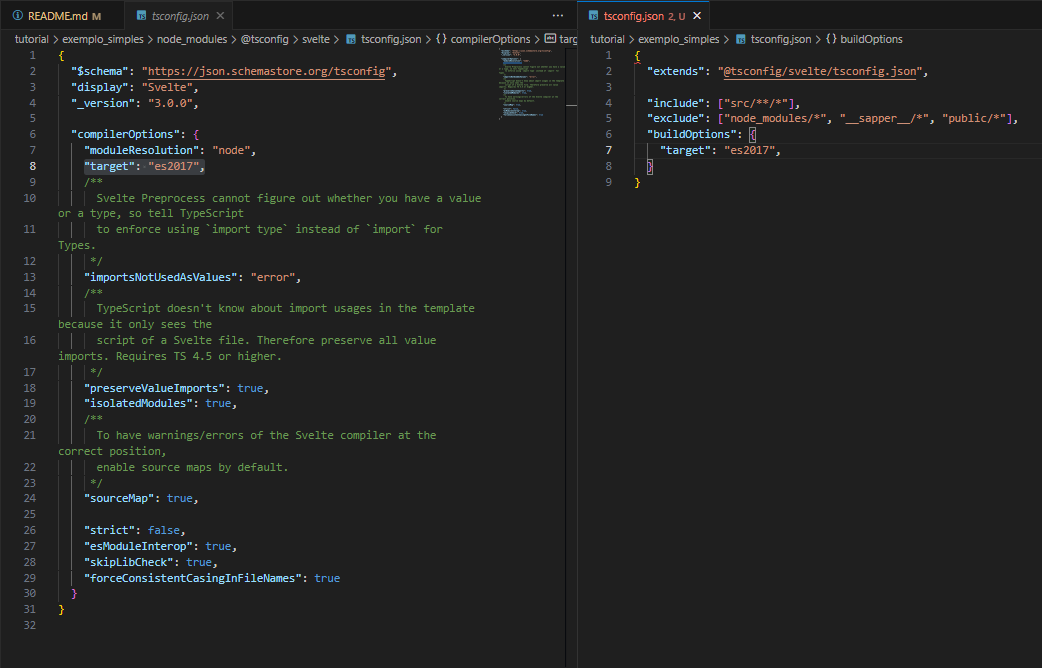 README.md M
tsconfig.json
tutorial > exemplo_simples > node_modules > @tsconfig > svelte > tsconfig.json > {} compilerOptions > targ
1 {
2 "$schema": "https://json.schemastore.org/tsconfig",
3 "display": "Svelte",
4 "_version": "3.0.0",
5
6 "compilerOptions": {
7 "moduleResolution": "node",
8 "target": "es2017",
9 /**
10 Svelte Preprocess cannot figure out whether you have a value
or a type, so tell TypeScript
11 to enforce using `import type` instead of `import` for
Types.
12 */
13 "importsNotUsedAsValues": "error",
14 /**
15 TypeScript doesn't know about import usages in the template
because it only sees the
16 script of a Svelte file. Therefore preserve all value
imports. Requires TS 4.5 or higher.
17 */
18 "preserveValueImports": true,
19 "isolatedModules": true,
20 /**
21 To have warnings/errors of the Svelte compiler at the
correct position,
22 enable source maps by default.
23 */
24 "sourceMap": true,
25
26 "strict": false,
27 "esModuleInterop": true,
28 "skipLibCheck": true,
29 "forceConsistentCasingInFileNames": true
30 }
31 }
32
tsconfig.json 2, U
tutorial > exemplo_simples > tsconfig.json > {} buildOptions
1 {
2 "extends": "@tsconfig/svelte/tsconfig.json",
3
4 "include": ["src/**/*"],
5 "exclude": ["node_modules/*", "__sapper__/*", "public/*"],
6 "buildOptions": {
7 "target": "es2017",
8 }
9 }